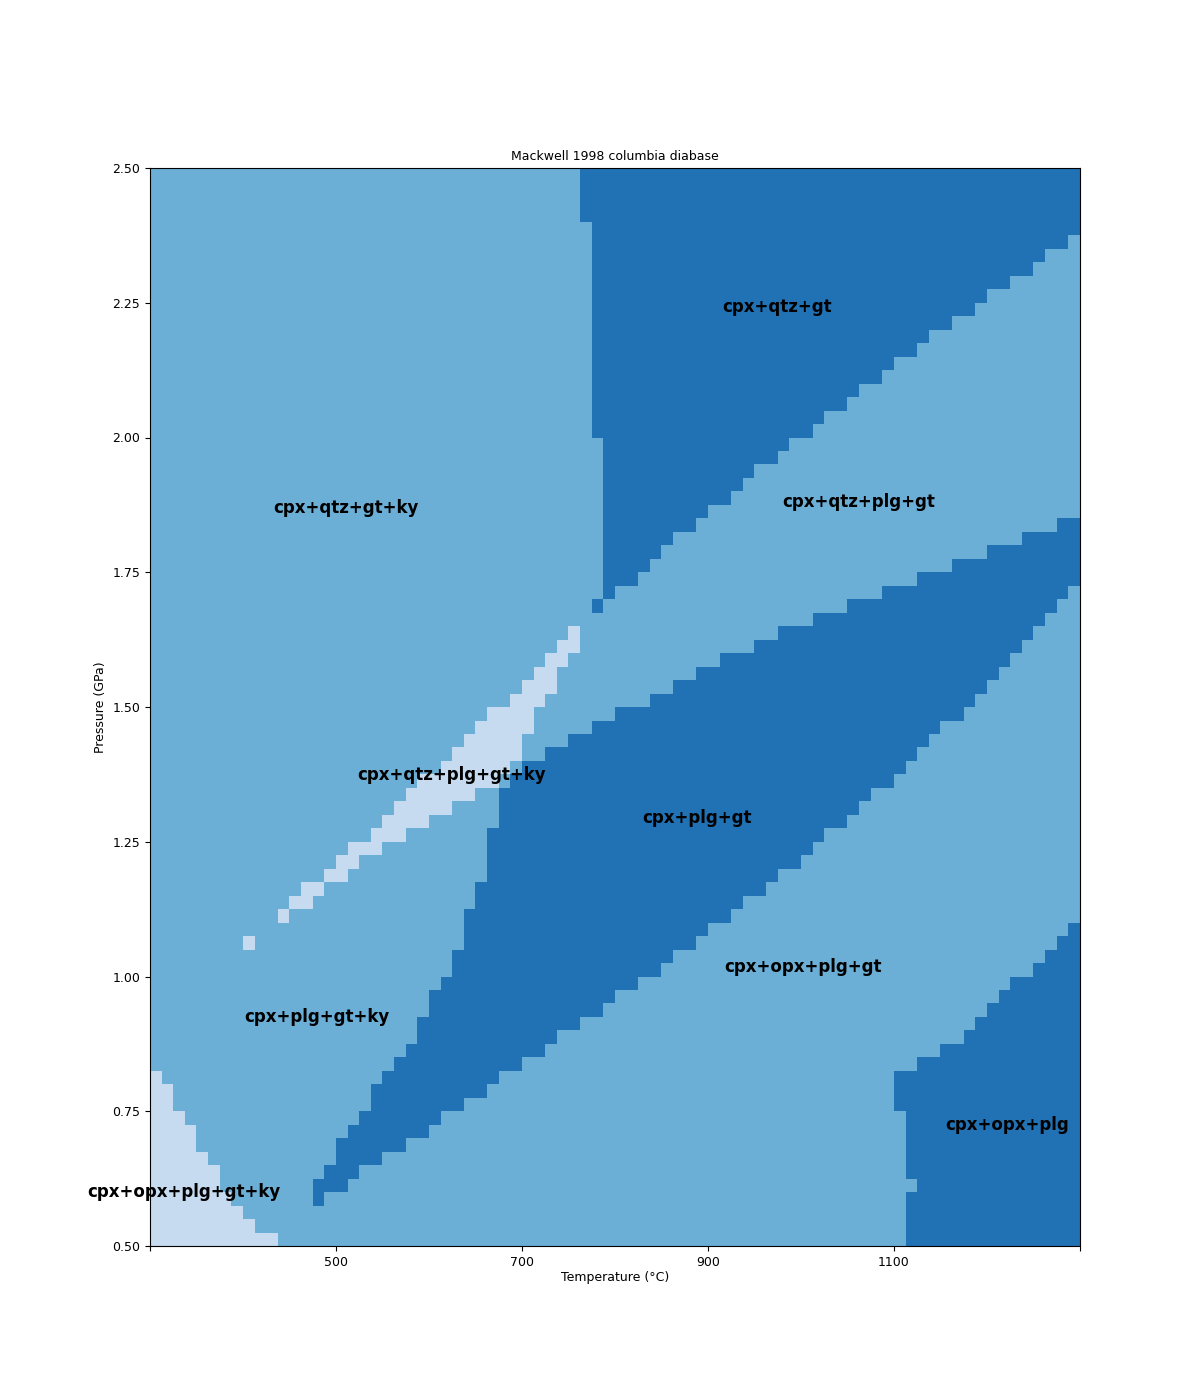 Mackwell 1998 columbia diabase
2.50
2.25
2.00
1.75
1.50
1.25
1.00
0.75
0.50
Pressure (GPa)
cpx+qtz+gt
cpx+qtz+plg+gt
cpx+qtz+gt+ky
cpx+qtz+plg+gt+ky
cpx+plg+gt
cpx+opx+plg+gt
cpx+plg+gt+ky
cpx+opx+plg
cpx+opx+plg+gt+ky
500 700 900 1100
Temperature (°C)